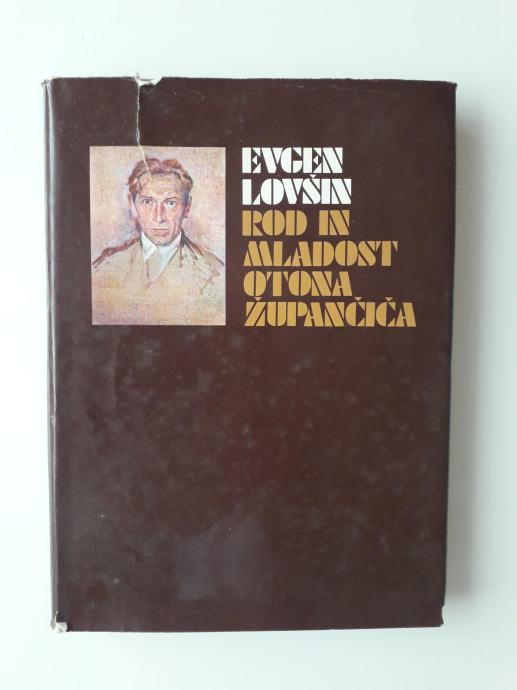 EVGEN
LOVŠIN
ROD IN
MLADOST
OTONA
ŽUPANČIČA